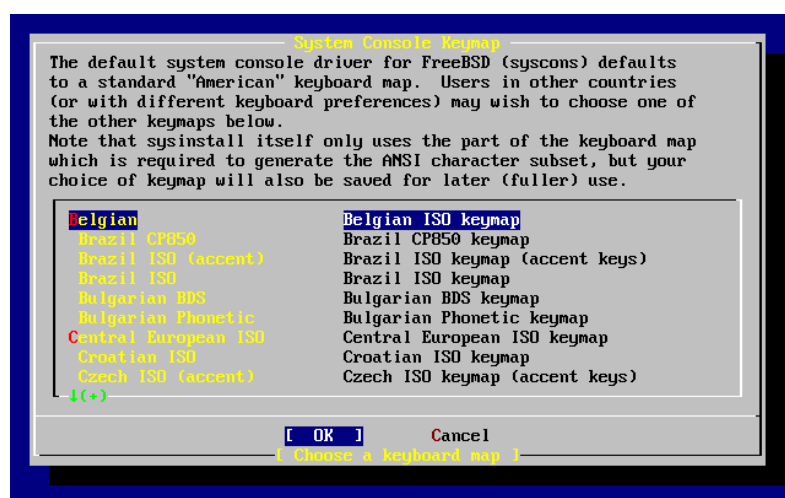 System Console Keymap
The default system console driver for FreeBSD (syscons) defaults
to a standard "American" keyboard map. Users in other countries
(or with different keyboard preferences) may wish to choose one of
the other keymaps below.
Note that sysinstall itself only uses the part of the keyboard map
which is required to generate the ANSI character subset, but your
choice of keymap will also be saved for later (fuller) use.
Belgian Belgian ISO keymap
Brazil CP850 Brazil CP850 keymap
Brazil ISO (accent) Brazil ISO keymap (accent keys)
Brazil ISO Brazil ISO keymap
Bulgarian BDS Bulgarian BDS keymap
Bulgarian Phonetic Bulgarian Phonetic keymap
Central European ISO Central European ISO keymap
Croatian ISO Croatian ISO keymap
Czech ISO (accent) Czech ISO keymap (accent keys)
↓(+)
[ OK ] Cancel
[ Choose a keyboard map ]